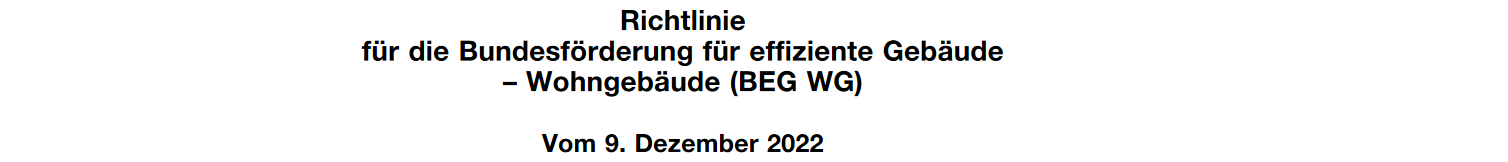 Richtlinie
für die Bundesförderung für effiziente Gebäude
– Wohngebäude (BEG WG)
Vom 9. Dezember 2022